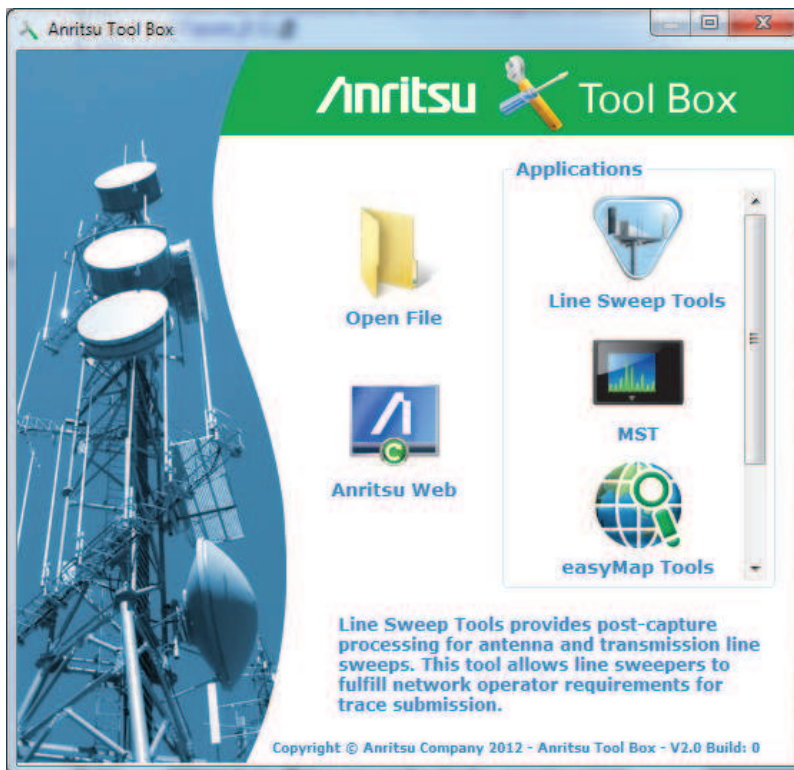 Anritsu Tool Box
Anritsu Tool Box
Applications
Open File
Line Sweep Tools
MST
Anritsu Web
easyMap Tools
Line Sweep Tools provides post-capture
processing for antenna and transmission line
sweeps. This tool allows line sweepers to
fulfill network operator requirements for
trace submission.
Copyright © Anritsu Company 2012 - Anritsu Tool Box - V2.0 Build: 0